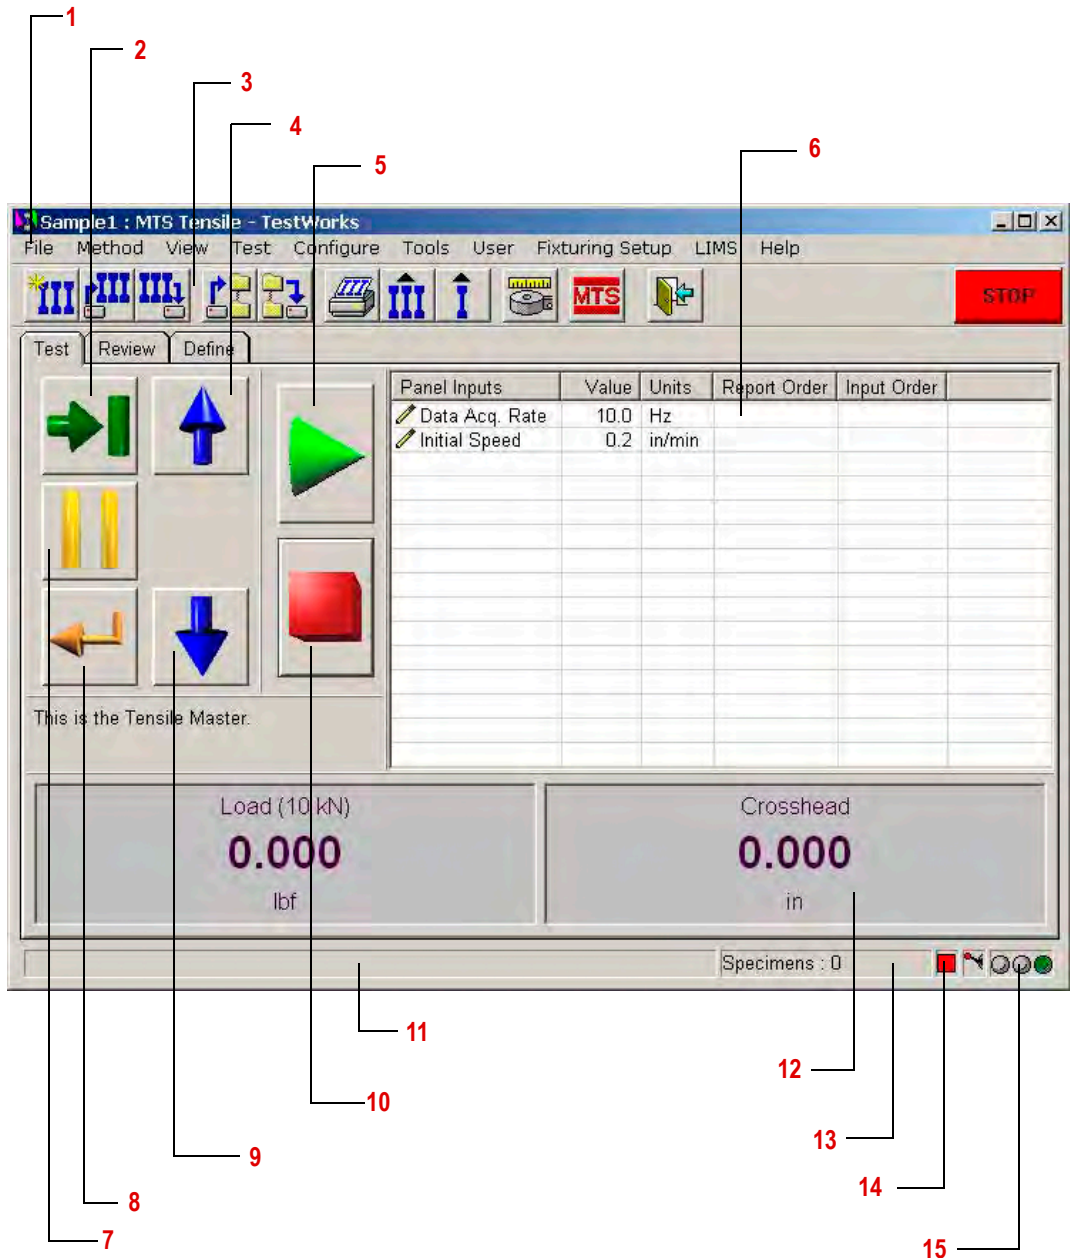 1
2
3
4
5
6
Sample1 : MTS Tensile - TestWorks
File Method View Test Configure Tools User Fixturing Setup LIMS Help
MTS
STOP
Test Review Define
Panel Inputs Value Units Report Order Input Order
Data Acq. Rate 10.0 Hz
Initial Speed 0.2 in/min
This is the Tensile Master.
Load (10 kN)
0.000
lbf
Crosshead
0.000
in
Specimens : 0
11
12
10
13
9
14
8
7
15